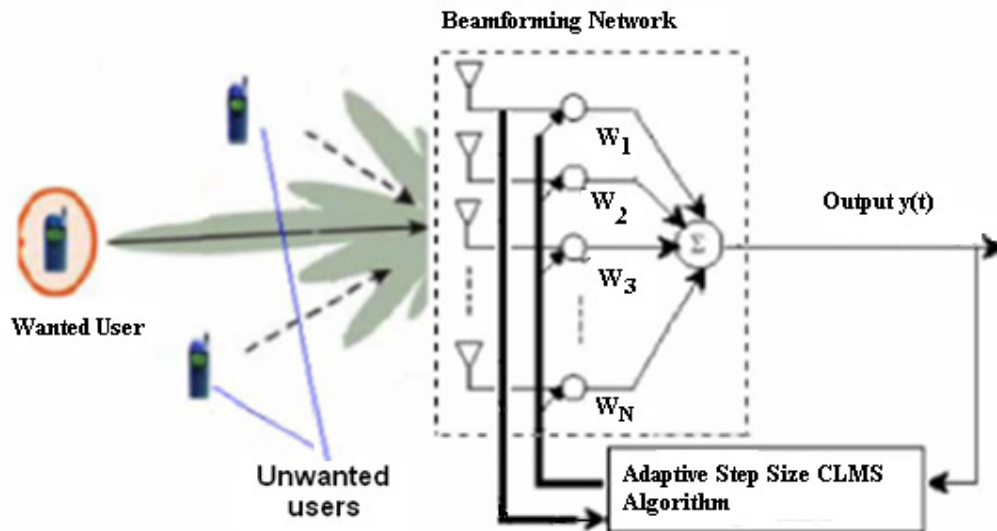 Beamforming Network
W1
W2
Output y(t)
Σ
W3
Wanted User
WN
Unwanted
users
Adaptive Step Size CLMS
Algorithm